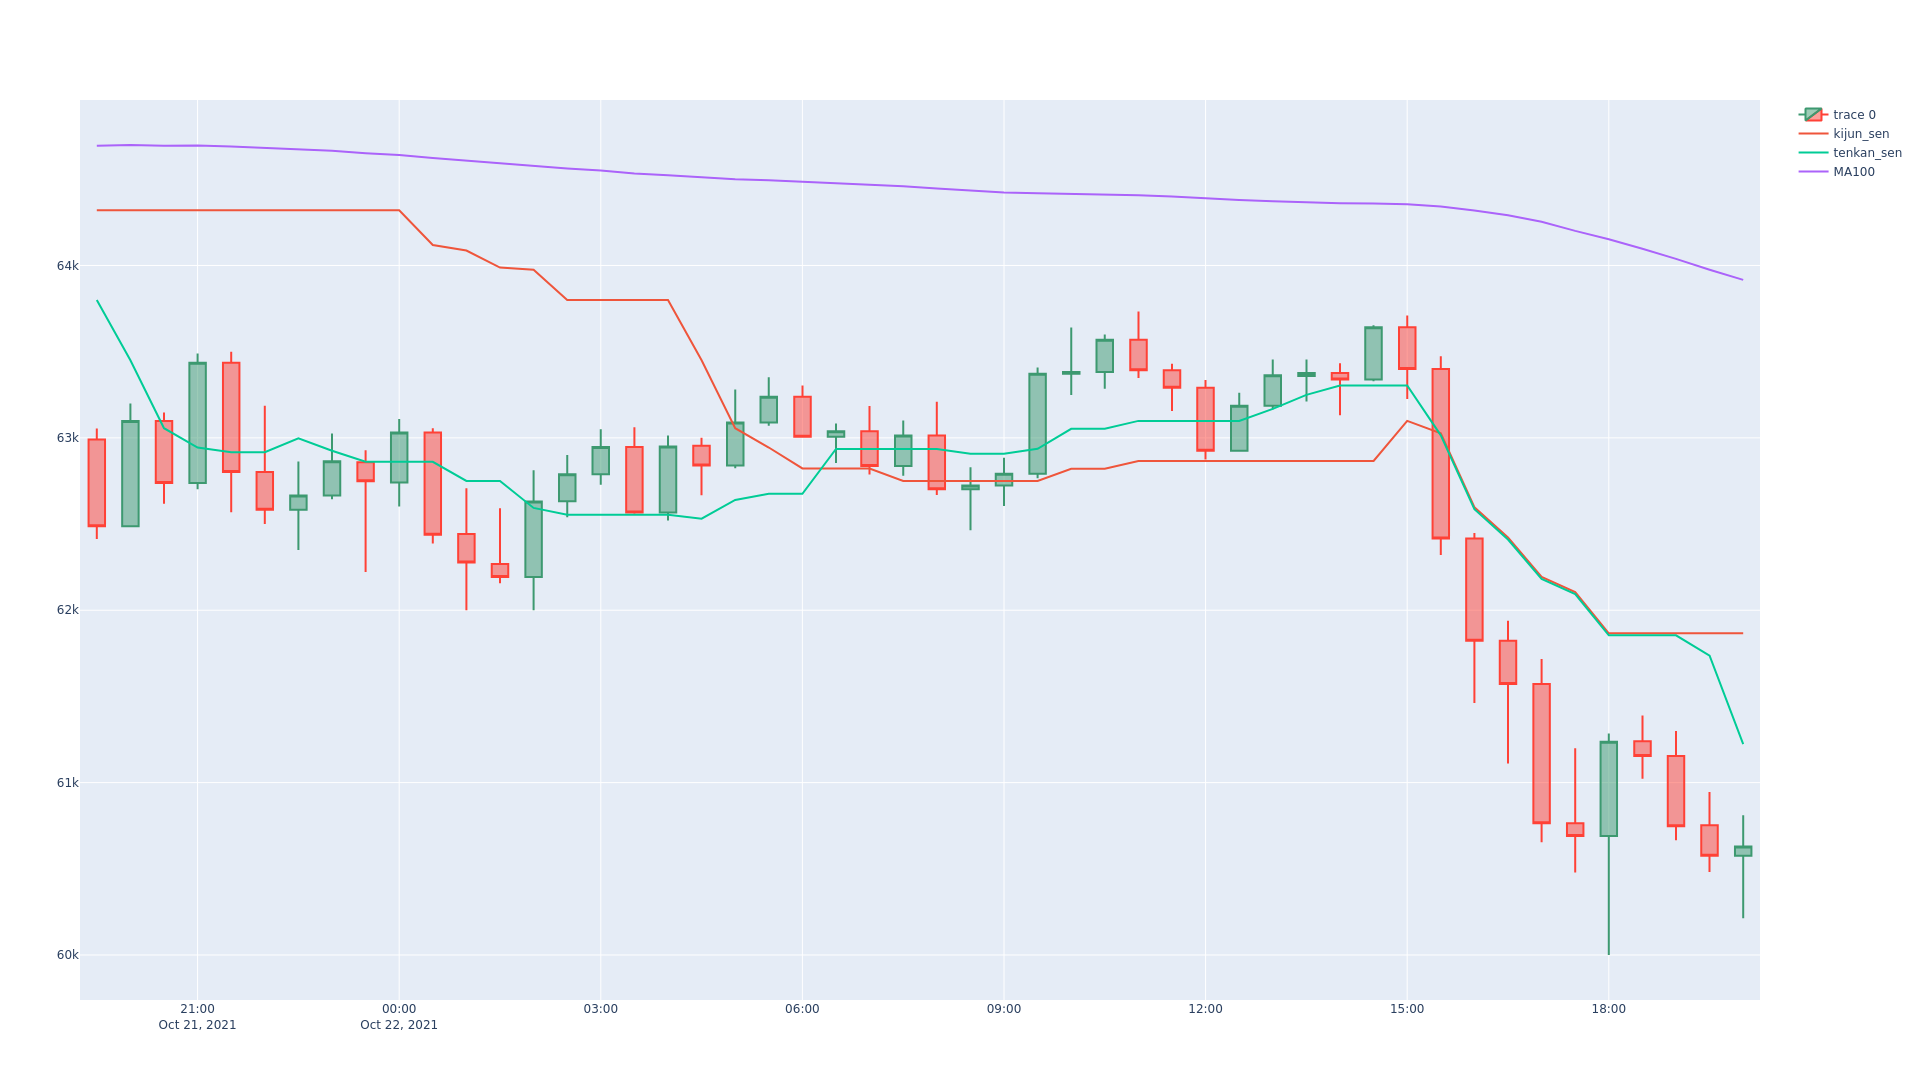 64k
63k
62k
61k
60k
21:00
Oct 21, 2021
00:00
Oct 22, 2021
03:00
06:00
09:00
12:00
15:00
18:00
trace 0
kijun_sen
tenkan_sen
MA100